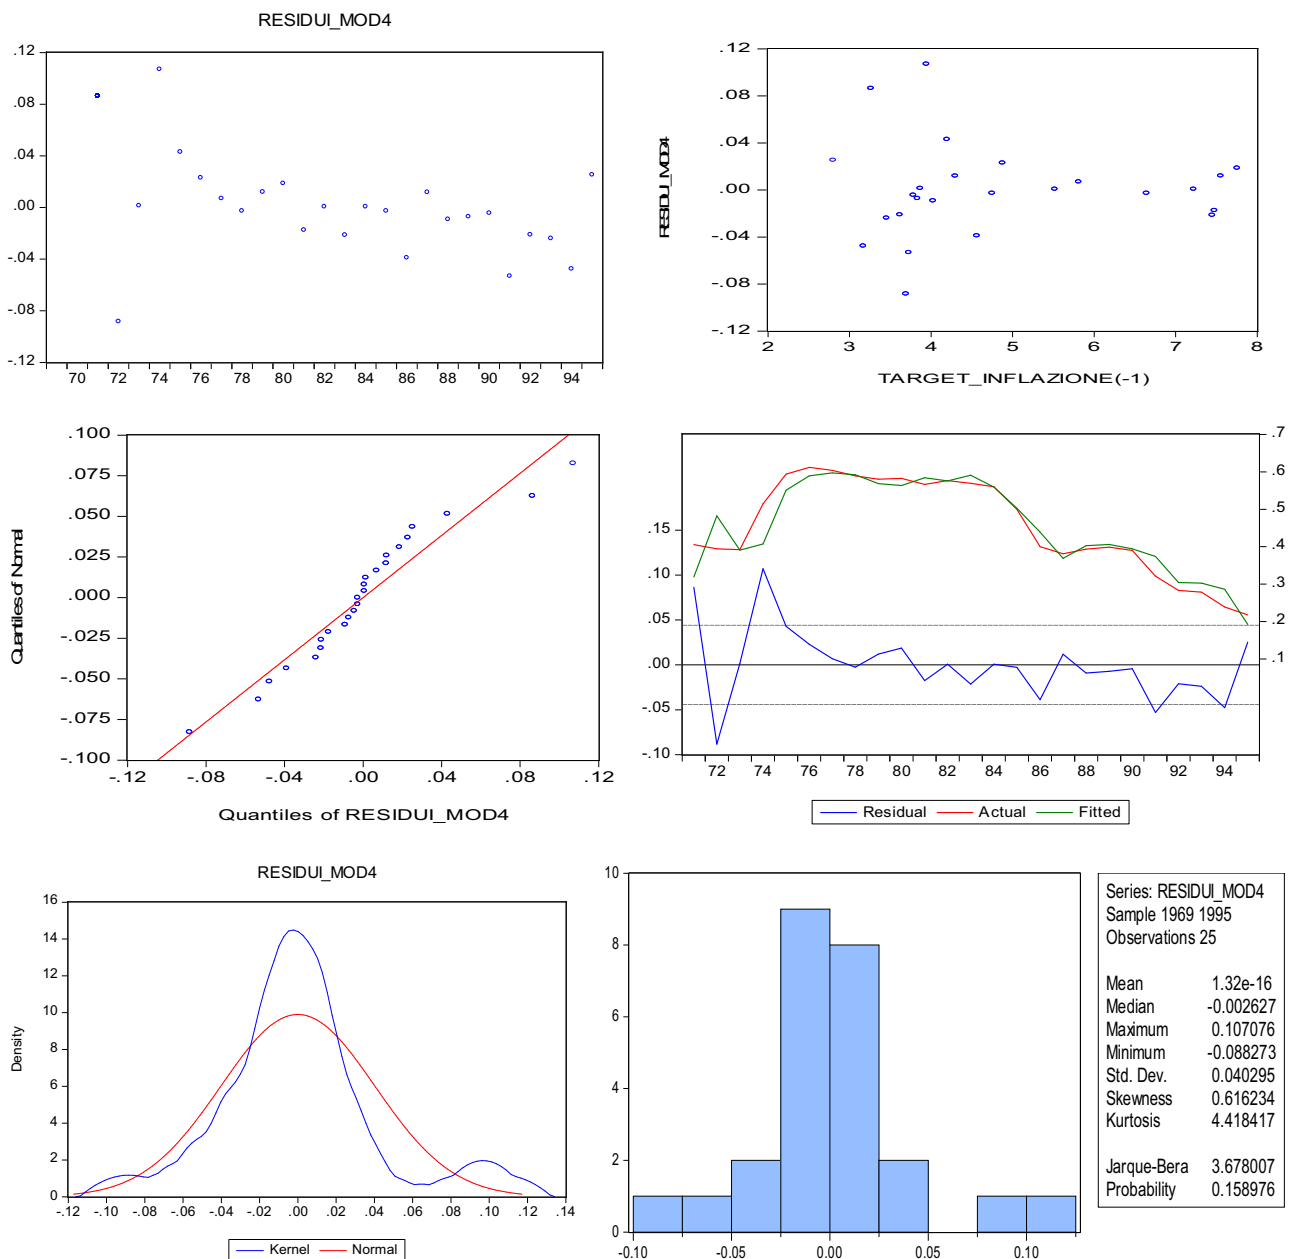 RESIDUI_MOD4
.12
.08
.04
.00
-.04
-.08
-.12
70 72 74 76 78 80 82 84 86 88 90 92 94
RESIDUI_MOD4
.12
.08
.04
.00
-.04
-.08
-.12
2 3 4 5 6 7 8
TARGET_INFLAZIONE(-1)
Quantiles of Normal
.100
.075
.050
.025
.000
-.025
-.050
-.075
-.100
-.12 -.08 -.04 .00 .04 .08 .12
Quantiles of RESIDUI_MOD4
.15
.10
.05
.00
-.05
-.10
.7
.6
.5
.4
.3
.2
.1
72 74 76 78 80 82 84 86 88 90 92 94
Residual Actual Fitted
RESIDUI_MOD4
Density
16
14
12
10
8
6
4
2
0
-.12 -.10 -.08 -.06 -.04 -.02 .00 .02 .04 .06 .08 .10 .12 .14
Kernel Normal
10
8
6
4
2
0
-0.10 -0.05 0.00 0.05 0.10
Series: RESIDUI_MOD4
Sample 1969 1995
Observations 25
Mean 1.32e-16
Median -0.002627
Maximum 0.107076
Minimum -0.088273
Std. Dev. 0.040295
Skewness 0.616234
Kurtosis 4.418417
Jarque-Bera 3.678007
Probability 0.158976